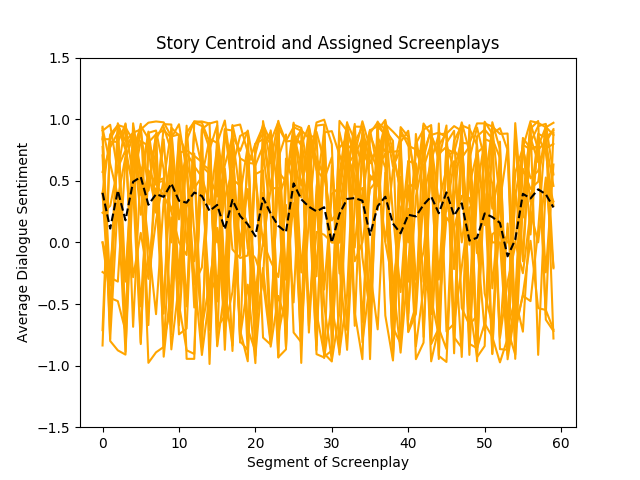 Story Centroid and Assigned Screenplays
1.5
1.0
0.5
0.0
−0.5
−1.0
−1.5
Average Dialogue Sentiment
0 10 20 30 40 50 60
Segment of Screenplay